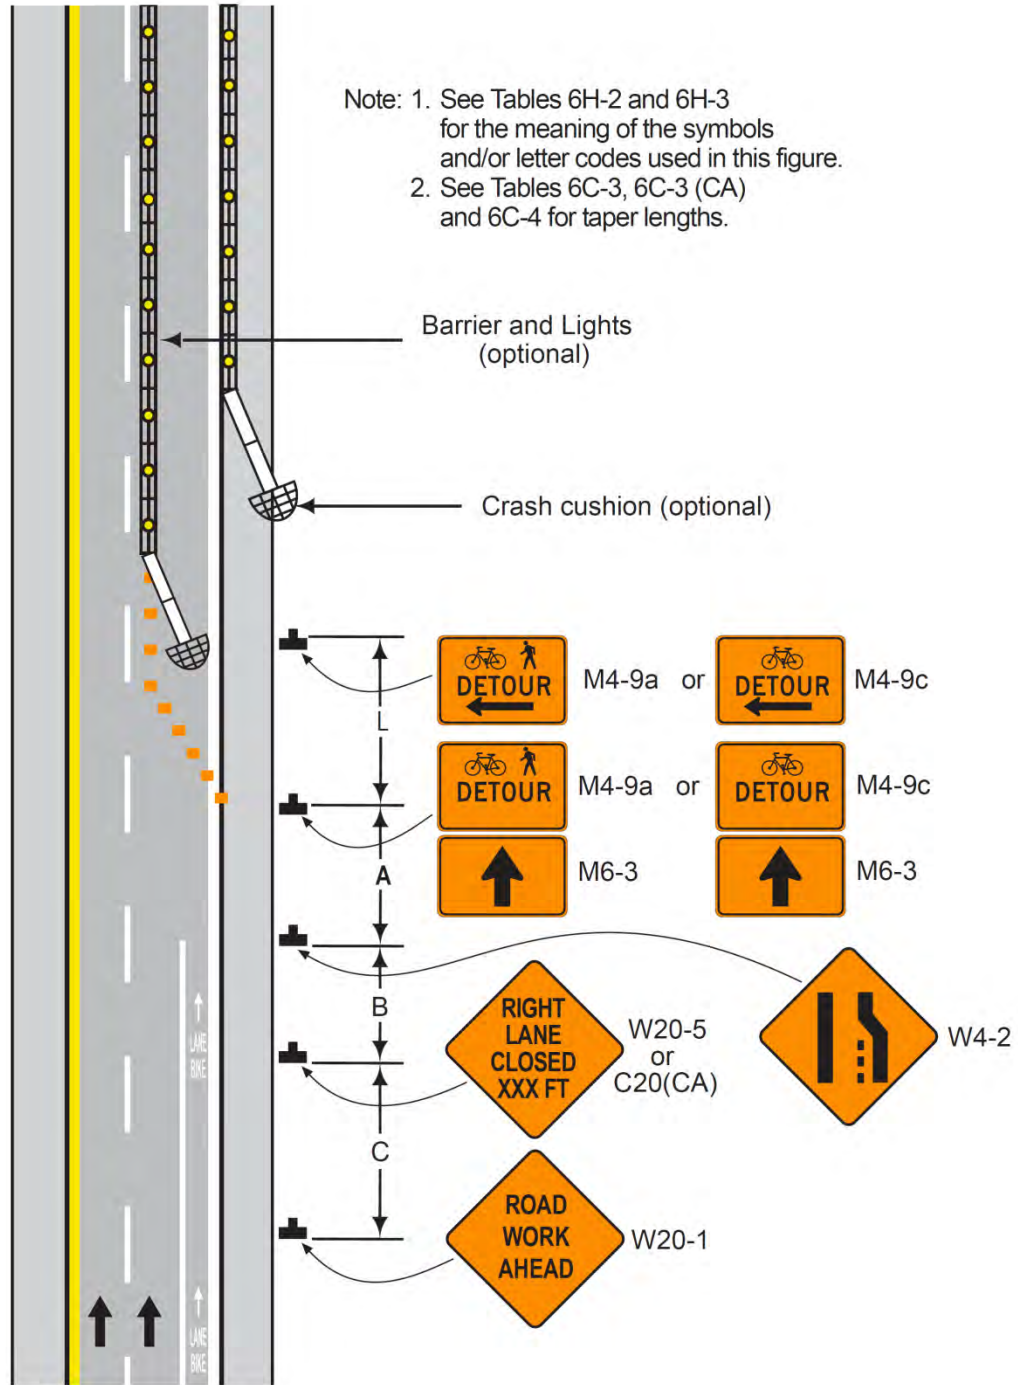 Note: 1. See Tables 6H-2 and 6H-3
for the meaning of the symbols
and/or letter codes used in this figure.
2. See Tables 6C-3, 6C-3 (CA)
and 6C-4 for taper lengths.
Barrier and Lights
(optional)
Crash cushion (optional)
DETOUR
M4-9a or
DETOUR
M4-9c
L
DETOUR
M4-9a or
DETOUR
M4-9c
M6-3
M6-3
A
B
RIGHT
LANE
CLOSED
XXX FT
W20-5
or
C20(CA)
W4-2
LANE
BIKE
C
ROAD
WORK
AHEAD
W20-1
LANE
BIKE